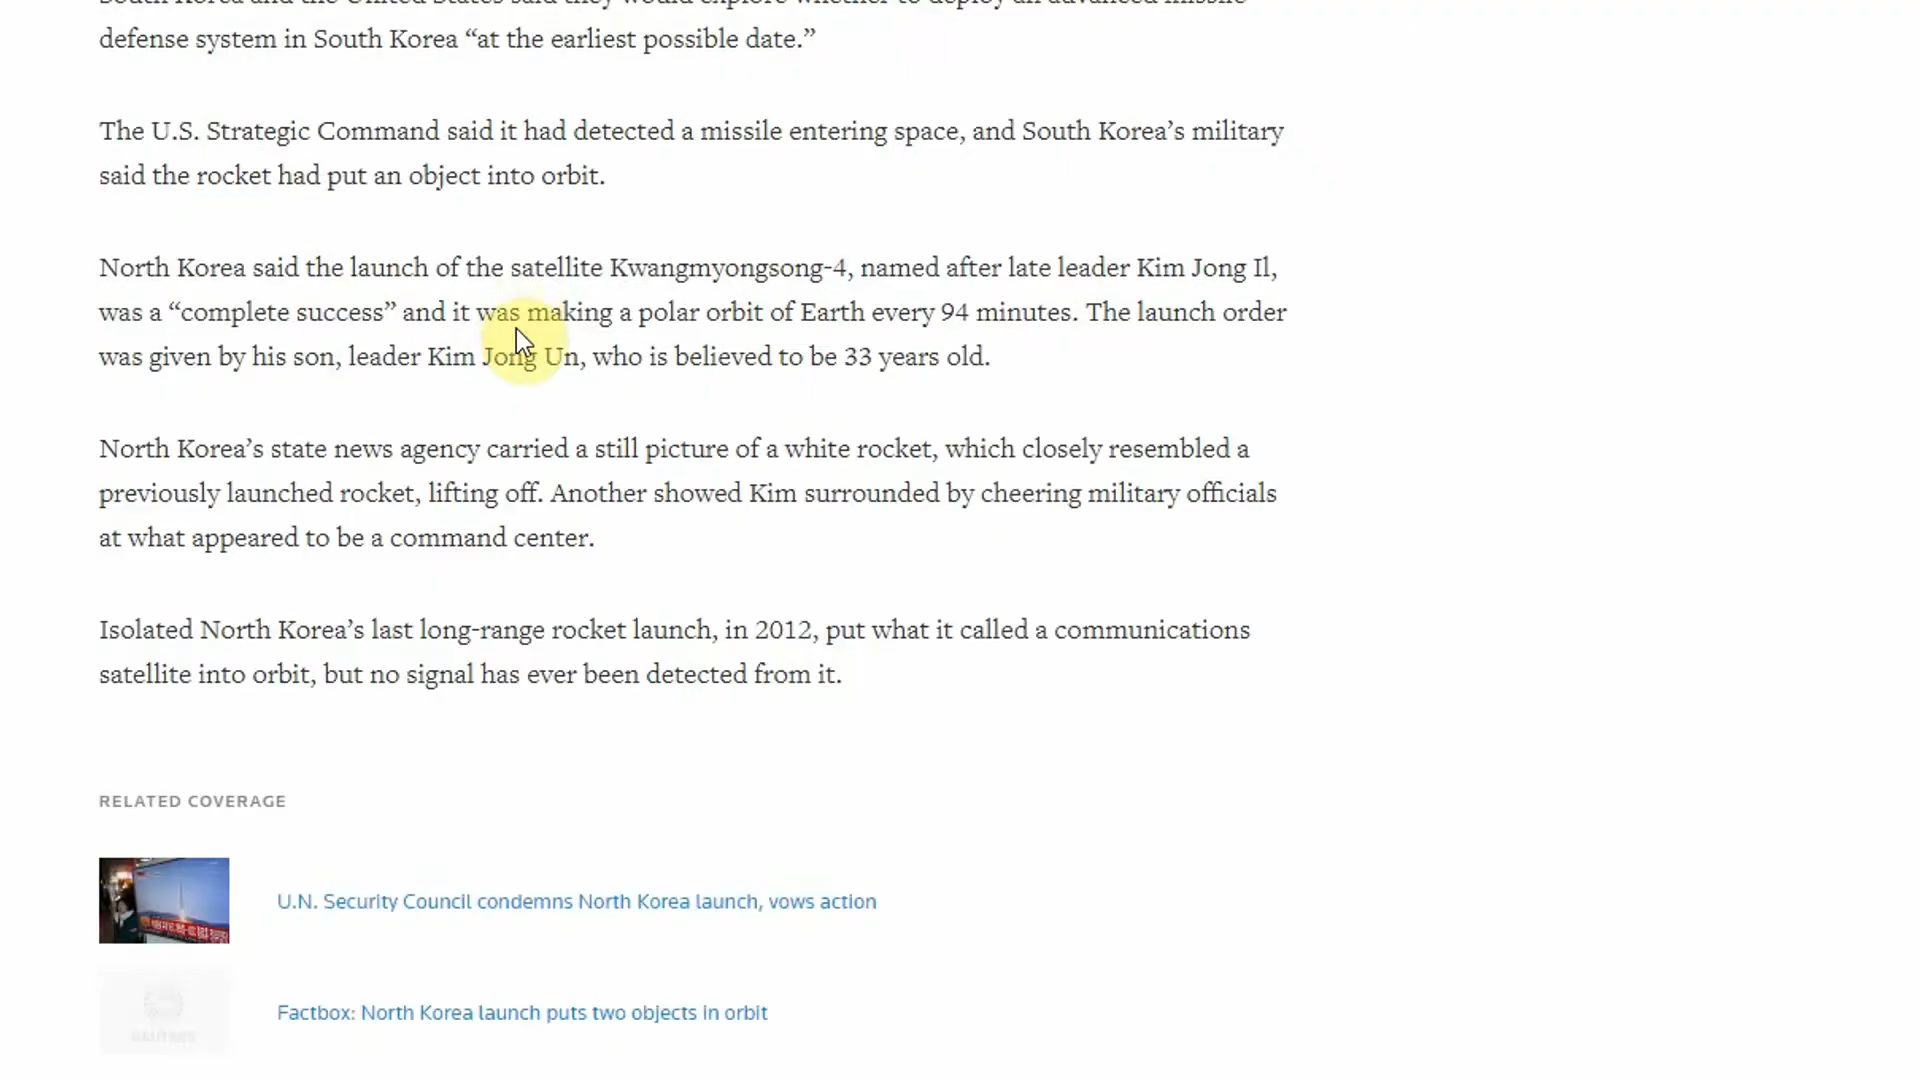 South Korea and the United States said they would explore whether to deploy an advanced missile
defense system in South Korea “at the earliest possible date.”
The U.S. Strategic Command said it had detected a missile entering space, and South Korea’s military
said the rocket had put an object into orbit.
North Korea said the launch of the satellite Kwangmyongsong-4, named after late leader Kim Jong Il,
was a “complete success” and it was making a polar orbit of Earth every 94 minutes. The launch order
was given by his son, leader Kim Jong Un, who is believed to be 33 years old.
North Korea’s state news agency carried a still picture of a white rocket, which closely resembled a
previously launched rocket, lifting off. Another showed Kim surrounded by cheering military officials
at what appeared to be a command center.
Isolated North Korea’s last long-range rocket launch, in 2012, put what it called a communications
satellite into orbit, but no signal has ever been detected from it.
RELATED COVERAGE
U.N. Security Council condemns North Korea launch, vows action
Factbox: North Korea launch puts two objects in orbit
REUTERS